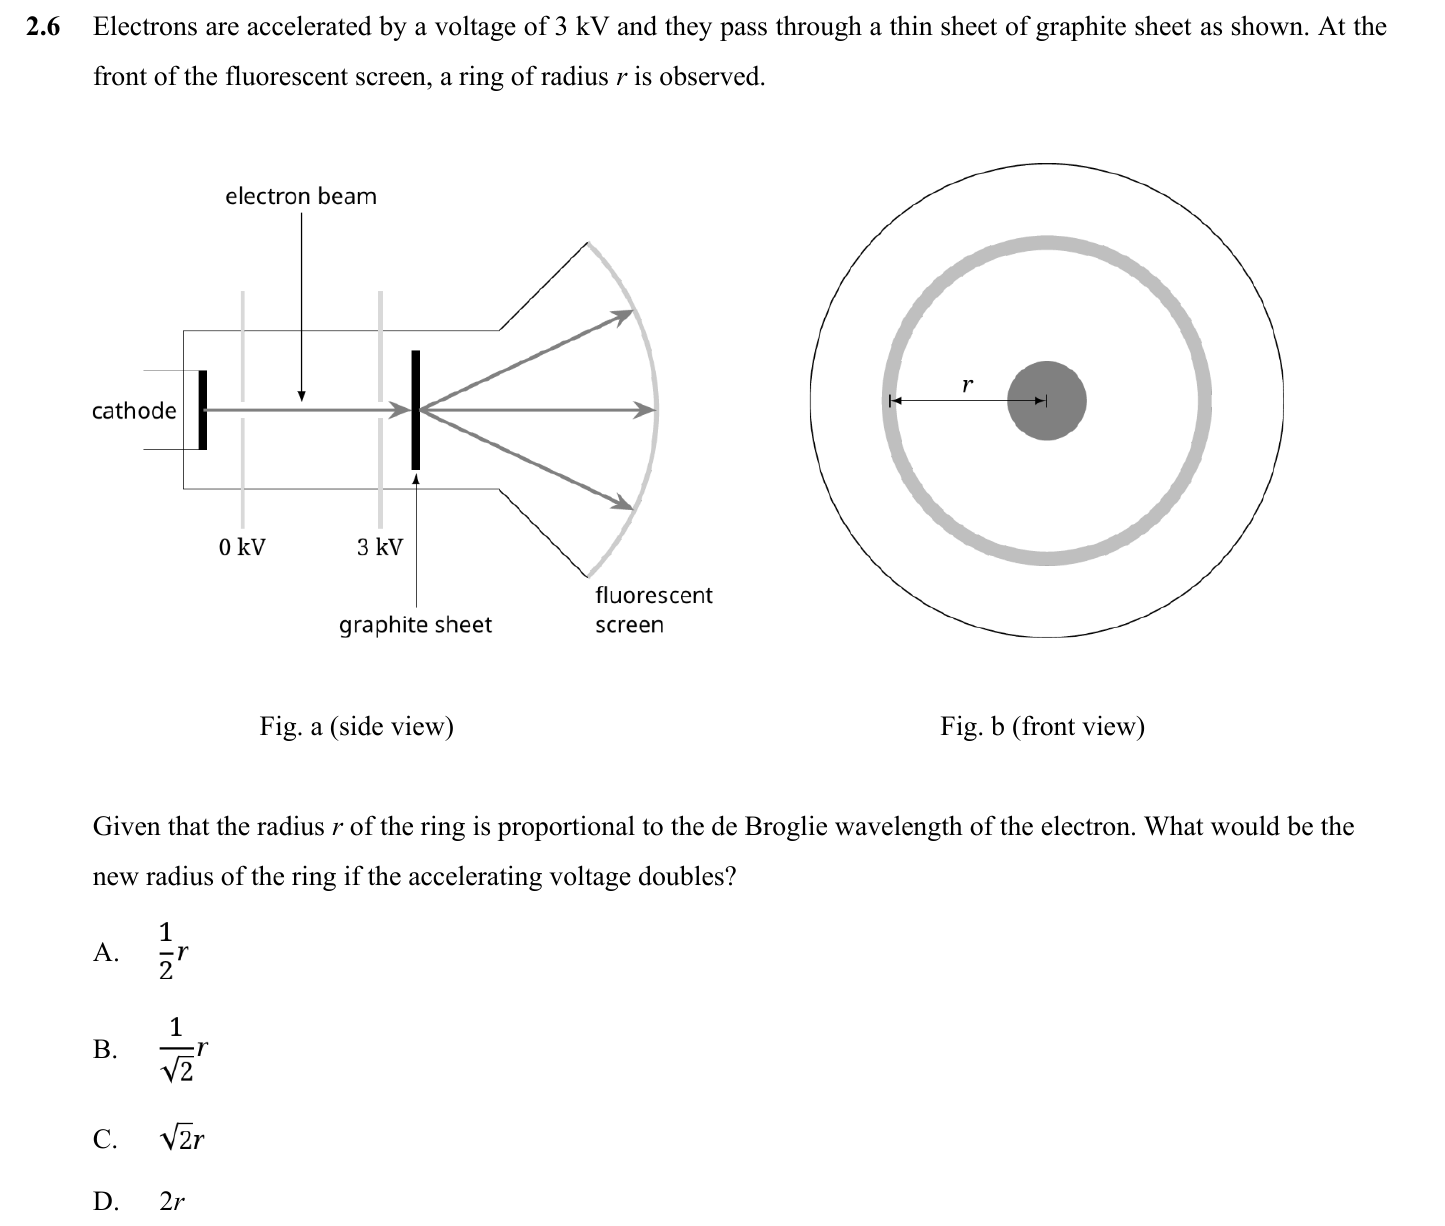 2.6 Electrons are accelerated by a voltage of 3 kV and they pass through a thin sheet of graphite sheet as shown. At the
front of the fluorescent screen, a ring of radius r is observed.
electron beam
cathode
0 kV
3 kV
graphite sheet
fluorescent
screen
r
Fig. a (side view)
Fig. b (front view)
Given that the radius r of the ring is proportional to the de Broglie wavelength of the electron. What would be the
new radius of the ring if the accelerating voltage doubles?
A. 1/2 r
B. 1/√2 r
C. √2r
D. 2r